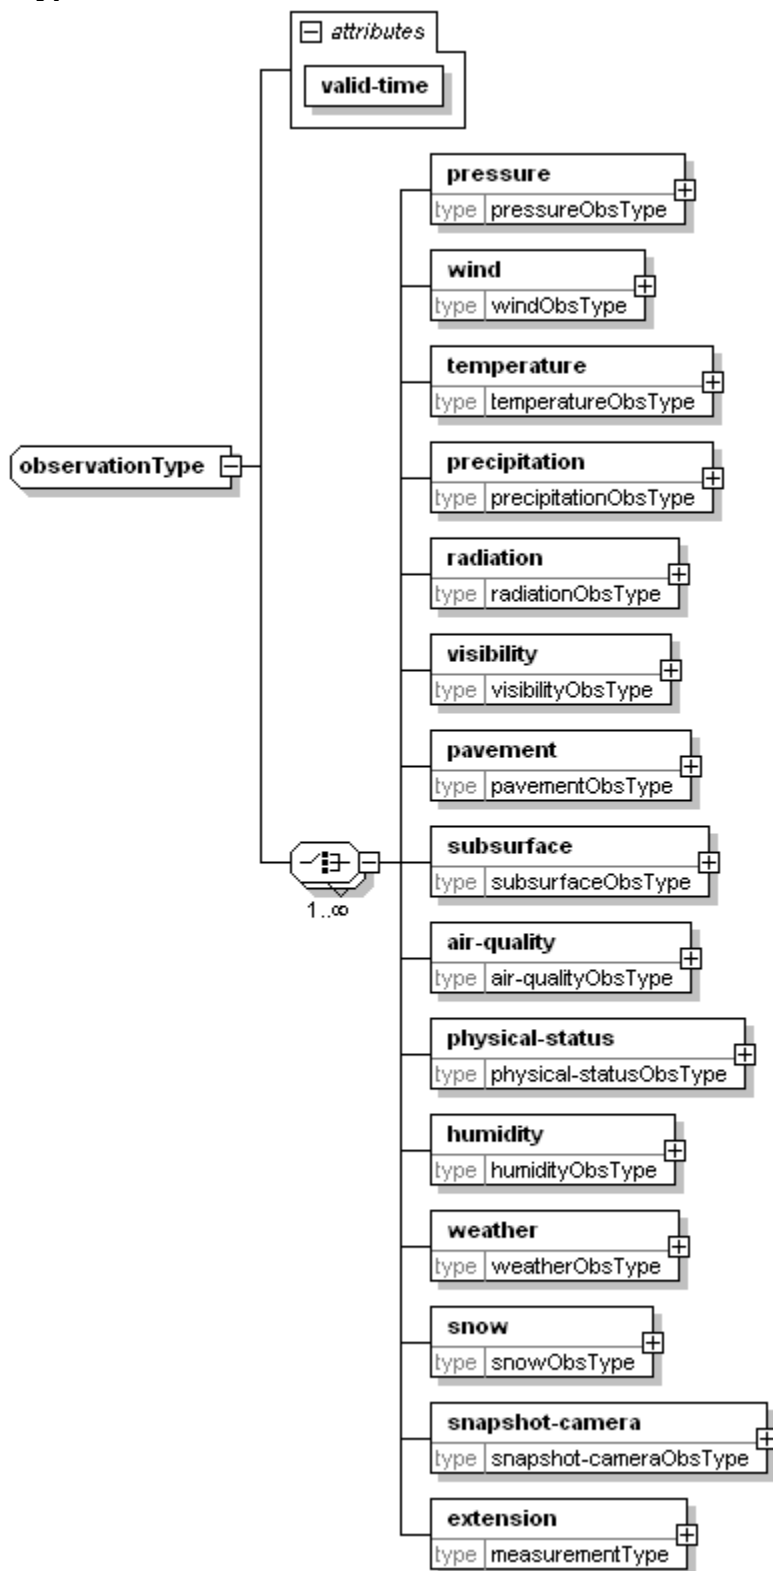 attributes
valid-time
pressure
type pressureObsType
wind
type windObsType
temperature
type temperatureObsType
observationType
precipitation
type precipitationObsType
radiation
type radiationObsType
visibility
type visibilityObsType
pavement
type pavementObsType
subsurface
type subsurfaceObsType
1..∞
air-quality
type air-qualityObsType
physical-status
type physical-statusObsType
humidity
type humidityObsType
weather
type weatherObsType
snow
type snowObsType
snapshot-camera
type snapshot-cameraObsType
extension
type measurementType